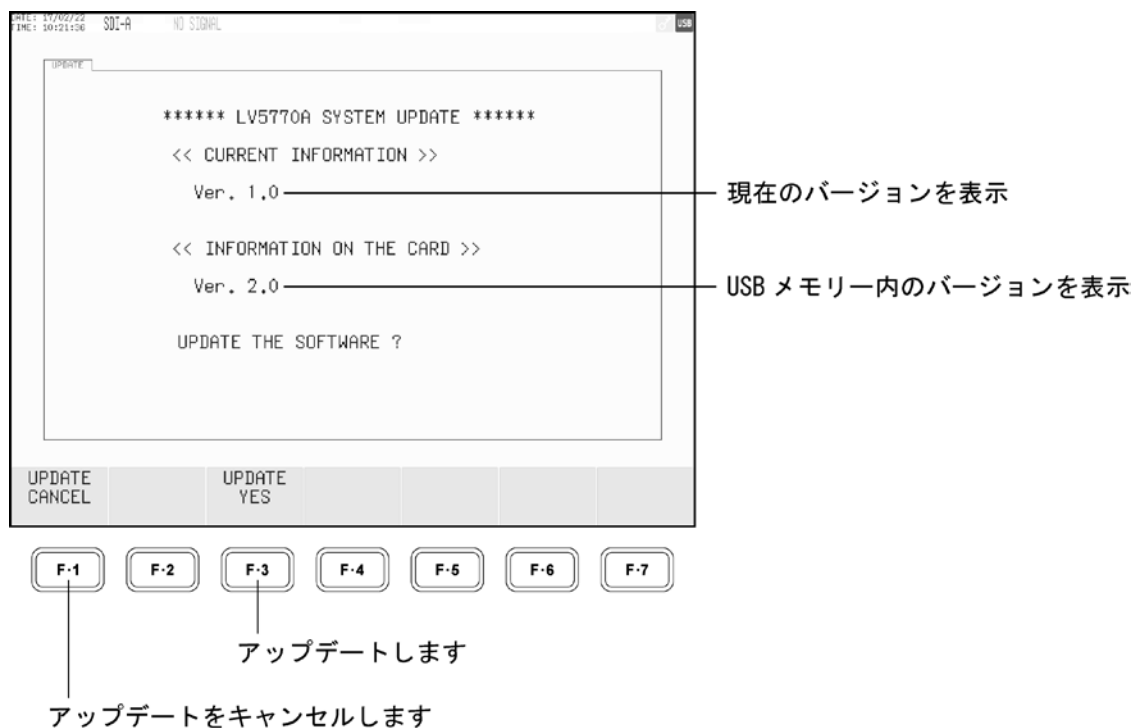 DATE: 17/02/22
TIME: 10:21:36 SDI-A NO SIGNAL USB
UPDATE
****** LV5770A SYSTEM UPDATE ******
<< CURRENT INFORMATION >>
Ver. 1.0 現在のバージョンを表示
<< INFORMATION ON THE CARD >>
Ver. 2.0 USB メモリー内のバージョンを表示
UPDATE THE SOFTWARE ?
UPDATE CANCEL UPDATE YES
F・1 F・2 F・3 F・4 F・5 F・6 F・7
アップデートします
アップデートをキャンセルします